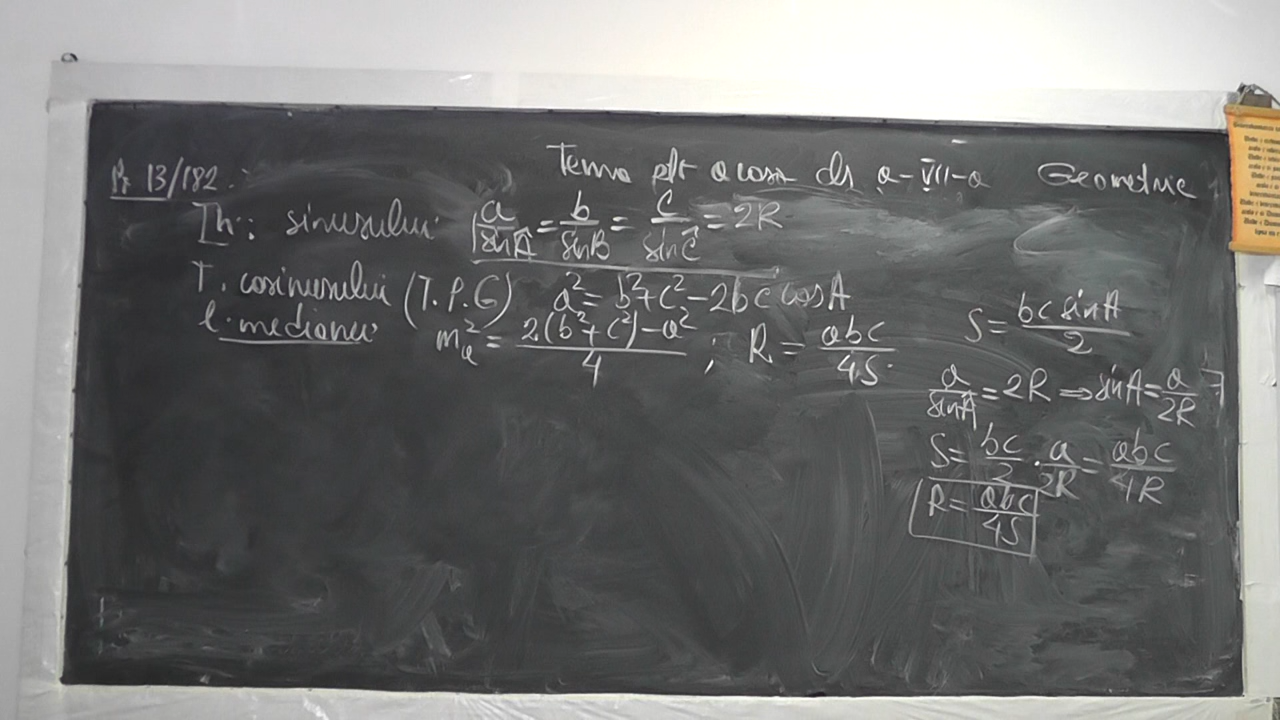 Tema pt acasă cls a-VII-a Geometrie
Pr 13/182.:
Th: sinusului a/sinA = b/sinB = c/sinC = 2R
T. cosinusului (T.P.G) a² = b² + c² - 2bc cosA
t. medianei m_a² = (2(b² + c²) - a²)/4 ; R = abc/4S.
S = bc sinA/2
a/sinA = 2R ⇒ sinA = a/2R
S = bc/2 · a/2R = abc/4R
R = abc/4S